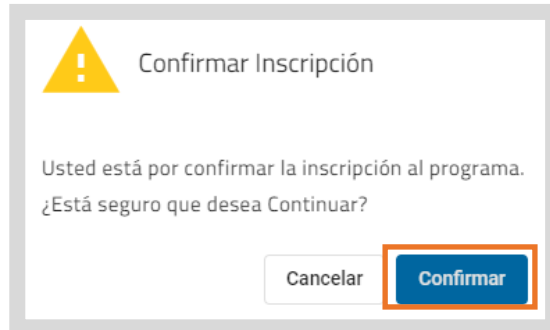 Confirmar Inscripción
Usted está por confirmar la inscripción al programa.
¿Está seguro que desea Continuar?
Cancelar
Confirmar